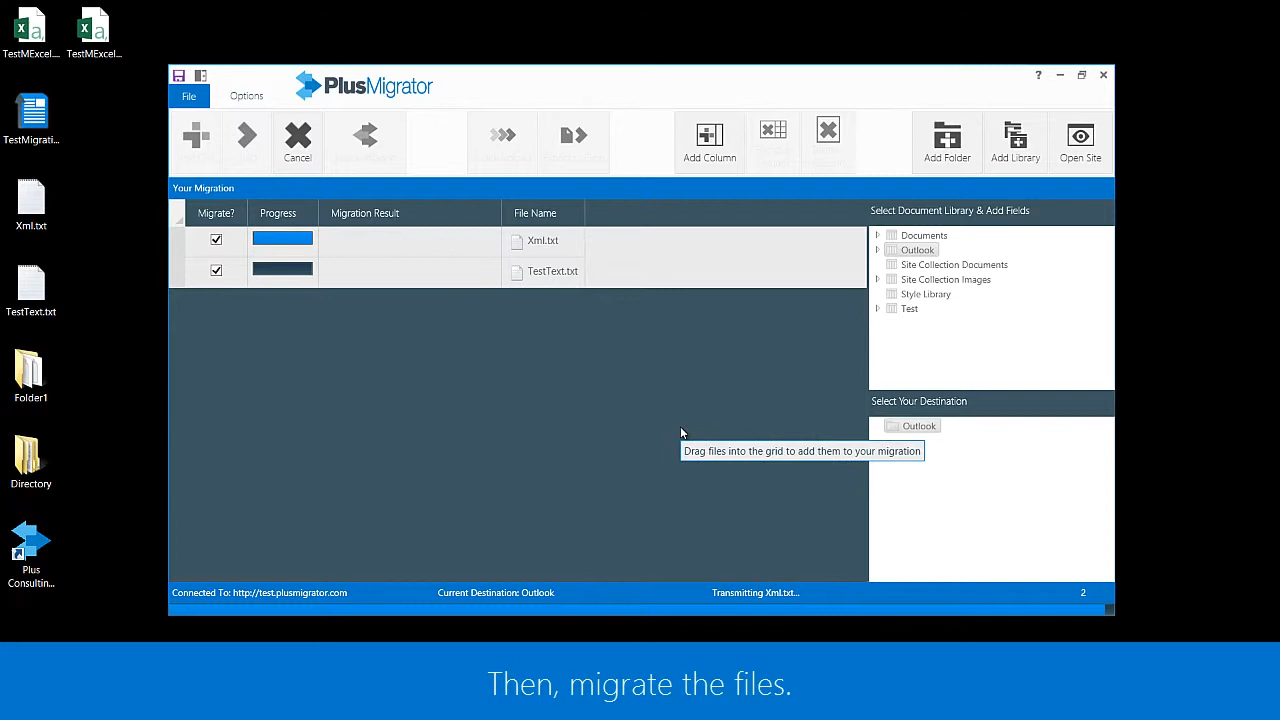 TestMExcel...
TestMExcel...
TestMigrati...
Xml.txt
TestText.txt
Folder1
Directory
Plus
Consultin...
PlusMigrator
?
File
Options
Cancel
Add Column
Add Folder
Add Library
Open Site
Your Migration
Migrate?
Progress
Migration Result
File Name
Xml.txt
TestText.txt
Select Document Library & Add Fields
Documents
Outlook
Site Collection Documents
Site Collection Images
Style Library
Test
Select Your Destination
Outlook
Drag files into the grid to add them to your migration
Connected To: http://test.plusmigrator.com
Current Destination: Outlook
Transmitting Xml.txt...
2
Then, migrate the files.